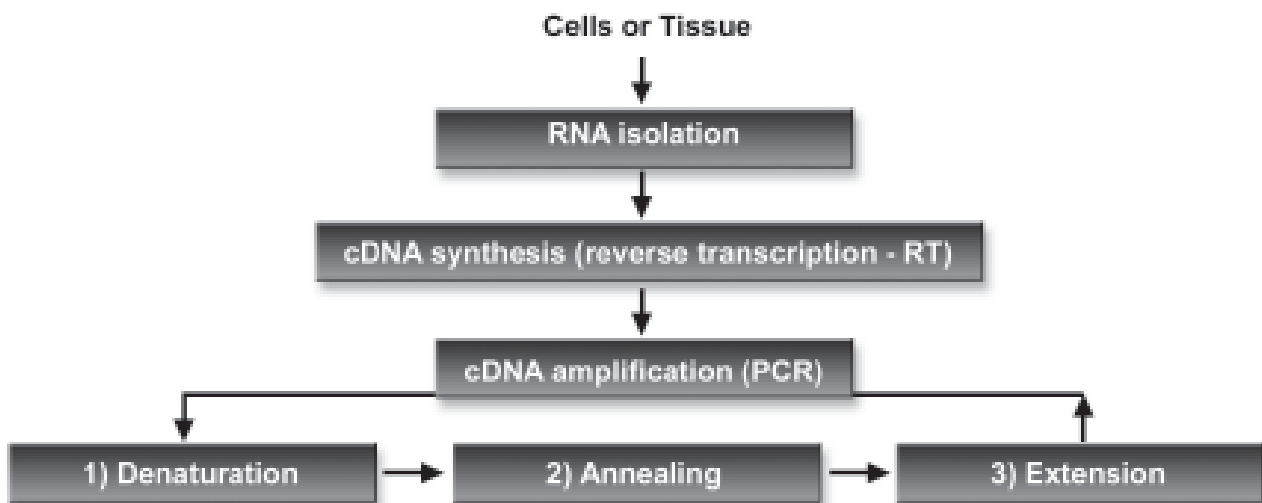 Cells or Tissue
RNA isolation
cDNA synthesis (reverse transcription - RT)
cDNA amplification (PCR)
1) Denaturation
2) Annealing
3) Extension